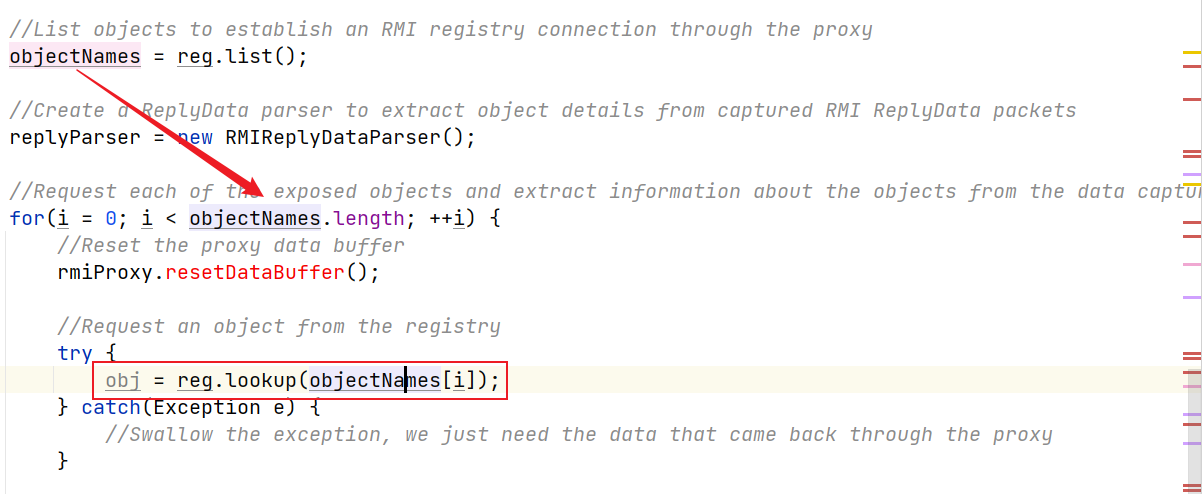 //List objects to establish an RMI registry connection through the proxy
objectNames = reg.list();
//Create a ReplyData parser to extract object details from captured RMI ReplyData packets
replyParser = new RMIReplyDataParser();
//Request each of the exposed objects and extract information about the objects from the data captu
for(i = 0; i < objectNames.length; ++i) {
//Reset the proxy data buffer
rmiProxy.resetDataBuffer();
//Request an object from the registry
try {
obj = reg.lookup(objectNames[i]);
} catch(Exception e) {
//Swallow the exception, we just need the data that came back through the proxy
}